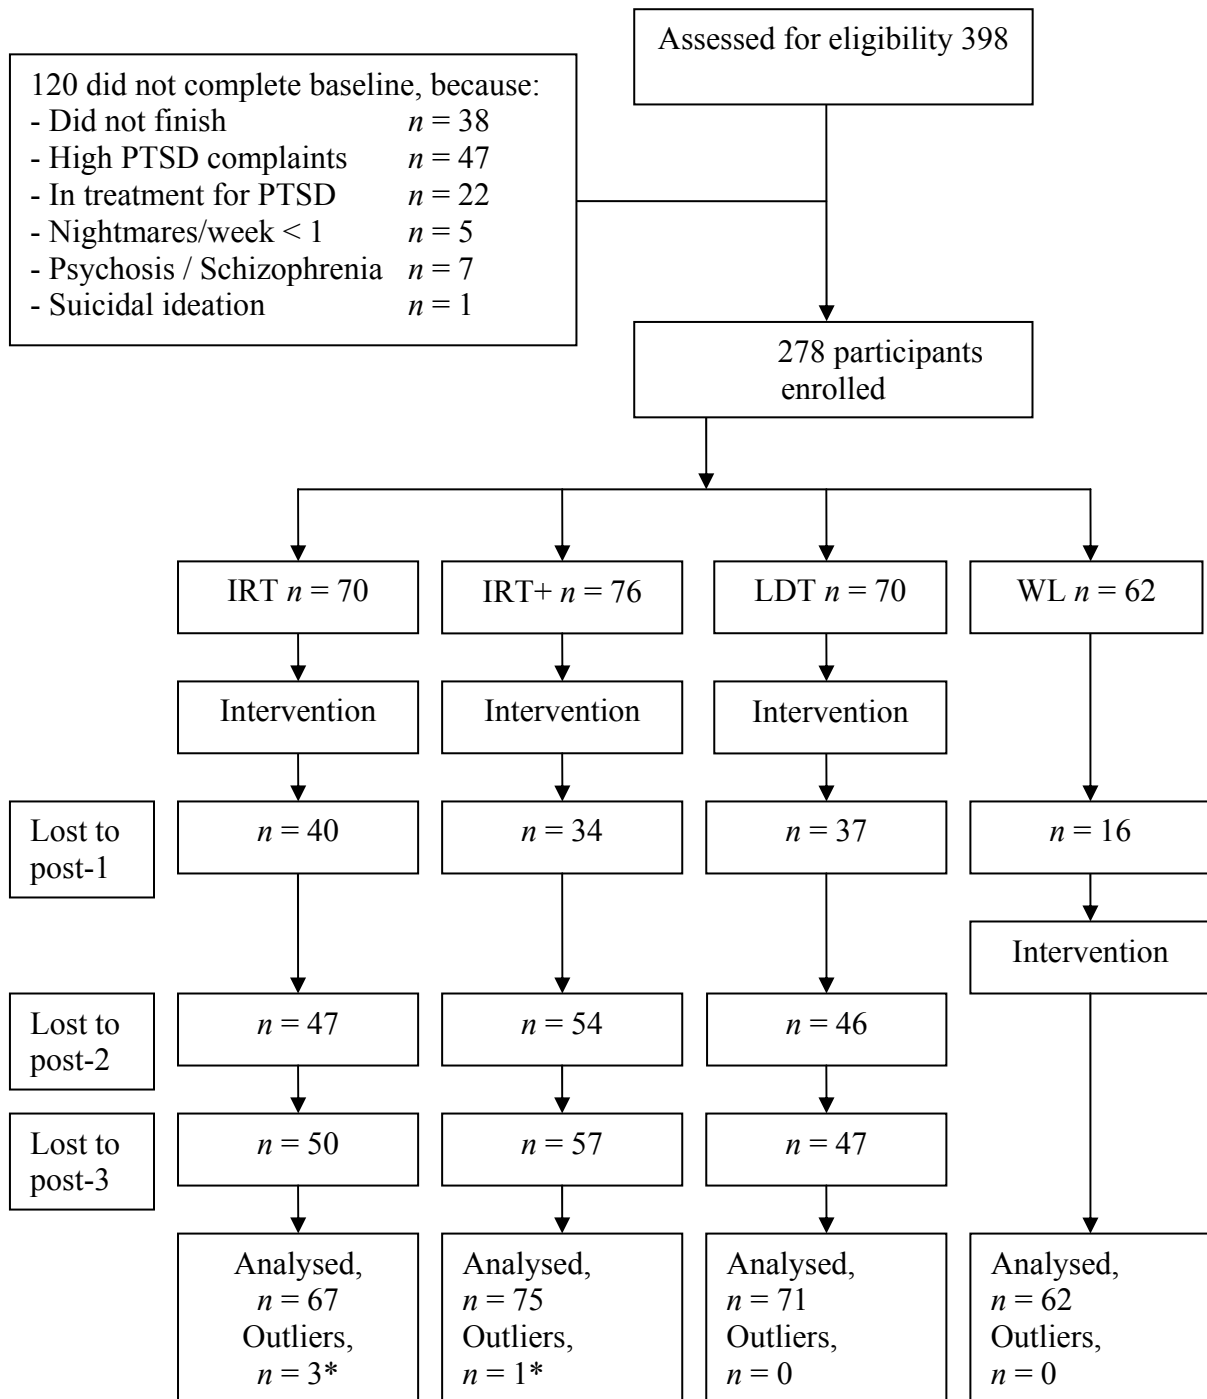 Assessed for eligibility 398
120 did not complete baseline, because:
- Did not finish n = 38
- High PTSD complaints n = 47
- In treatment for PTSD n = 22
- Nightmares/week < 1 n = 5
- Psychosis / Schizophrenia n = 7
- Suicidal ideation n = 1
278 participants
enrolled
IRT n = 70
IRT+ n = 76
LDT n = 70
WL n = 62
Intervention
Intervention
Intervention
Lost to
post-1
n = 40
n = 34
n = 37
n = 16
Intervention
Lost to
post-2
n = 47
n = 54
n = 46
Lost to
post-3
n = 50
n = 57
n = 47
Analysed,
n = 67
Outliers,
n = 3*
Analysed,
n = 75
Outliers,
n = 1*
Analysed,
n = 71
Outliers,
n = 0
Analysed,
n = 62
Outliers,
n = 0